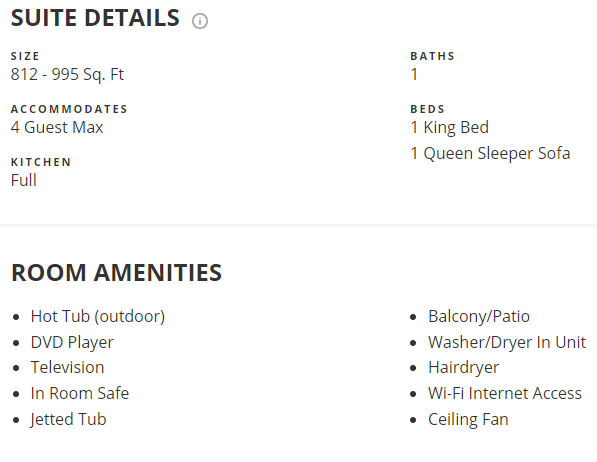 SUITE DETAILS
SIZE
812 - 995 Sq. Ft
ACCOMMODATES
4 Guest Max
KITCHEN
Full
BATHS
1
BEDS
1 King Bed
1 Queen Sleeper Sofa
ROOM AMENITIES
Hot Tub (outdoor)
DVD Player
Television
In Room Safe
Jetted Tub
Balcony/Patio
Washer/Dryer In Unit
Hairdryer
Wi-Fi Internet Access
Ceiling Fan